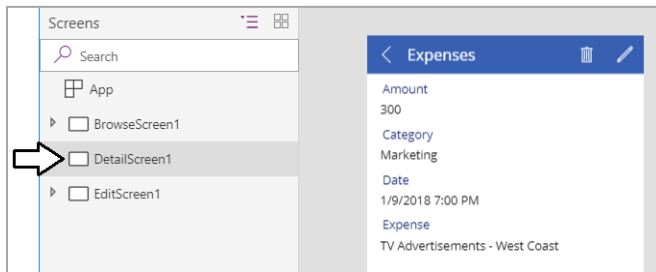 Screens
Search
App
BrowseScreen1
DetailScreen1
EditScreen1
Expenses
Amount
300
Category
Marketing
Date
1/9/2018 7:00 PM
Expense
TV Advertisements - West Coast